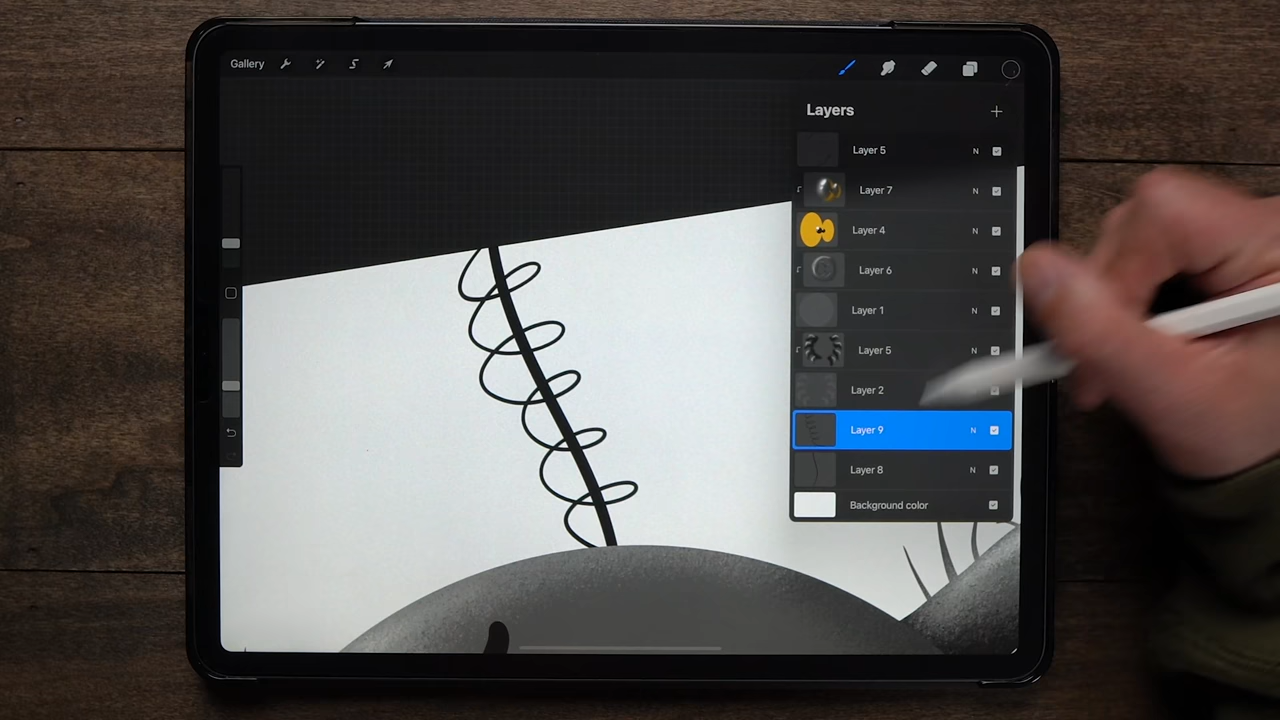 Gallery
Layers
Layer 5 N
Layer 7 N
Layer 4 N
Layer 6 N
Layer 1 N
Layer 5 N
Layer 2
Layer 9 N
Layer 8 N
Background color